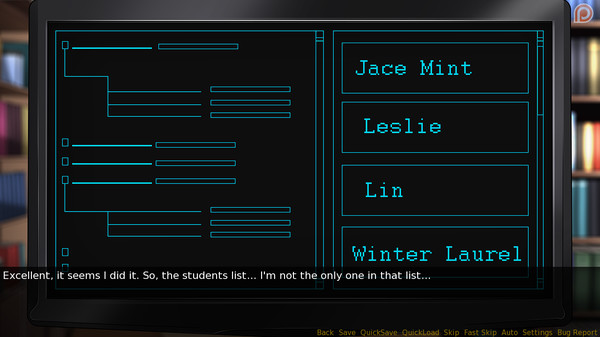 Jace Mint
Leslie
Lin
Winter Laurel
Excellent, it seems I did it. So, the students list... I'm not the only one in that list...
Back Save QuickSave QuickLoad Skip Fast Skip Auto Settings Bug Report